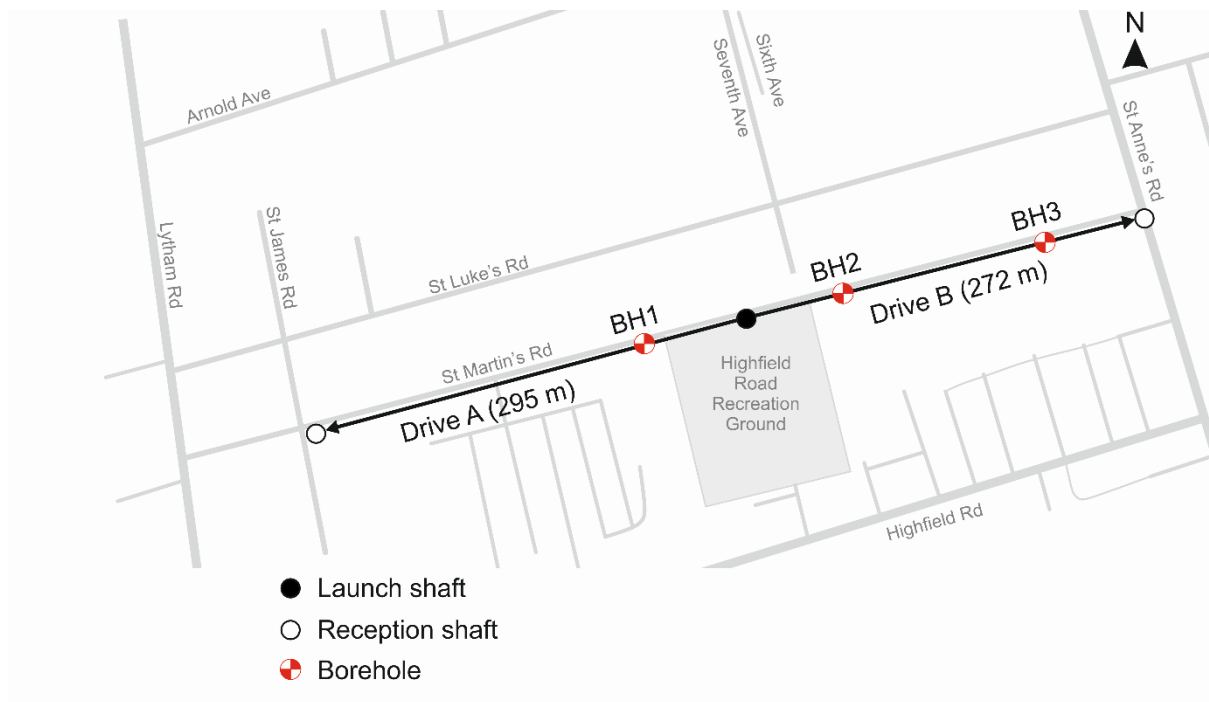 N
Arnold Ave
Seventh Ave
Sixth Ave
St Anne's Rd
Lytham Rd
St James Rd
St Luke's Rd
BH3
BH2
BH1
Drive B (272 m)
St Martin's Rd
Drive A (295 m)
Highfield
Road
Recreation
Ground
Highfield Rd
Launch shaft
Reception shaft
Borehole